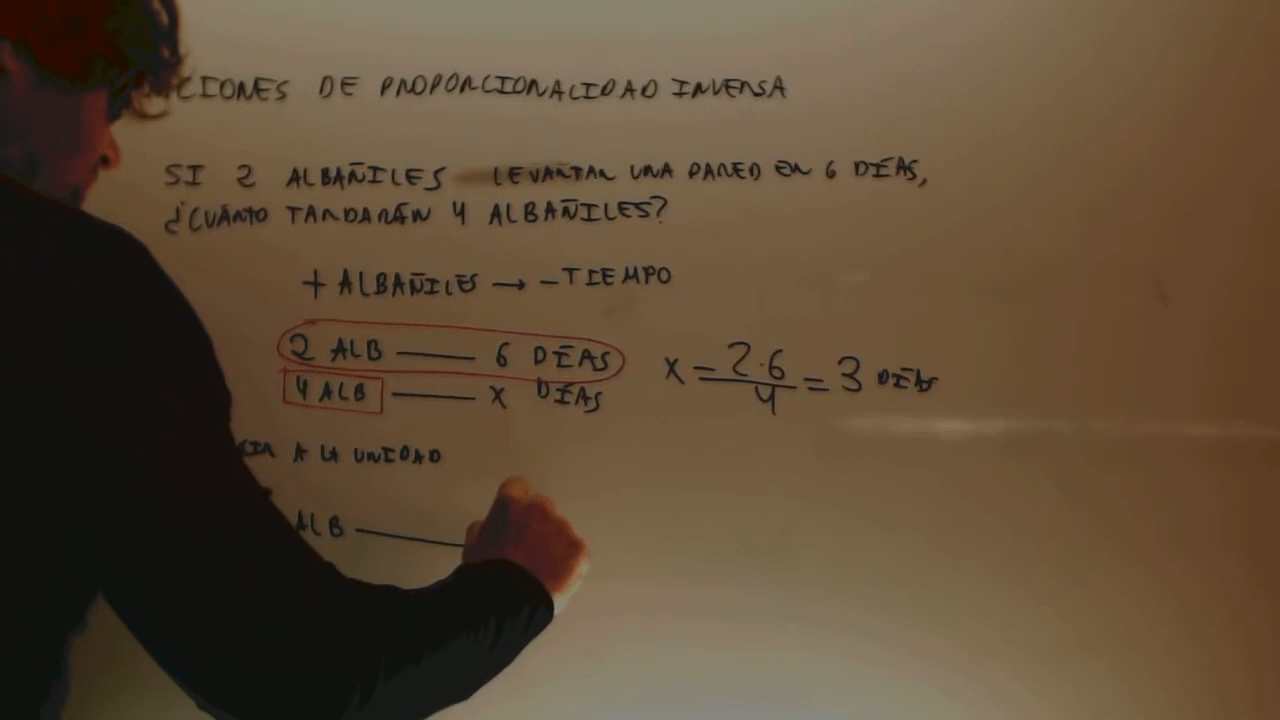 CIONES DE PROPORCIONALIDAD INVERSA
SI 2 ALBAÑILES LEVANTAN UNA PARED EN 6 DÍAS,
¿CUÁNTO TARDARÁN 4 ALBAÑILES?
+ ALBAÑILES → - TIEMPO
2 ALB — 6 DÍAS
4 ALB — X DÍAS
X = 2·6/4 = 3 DÍAS
CIR A LA UNIDAD
ALB —